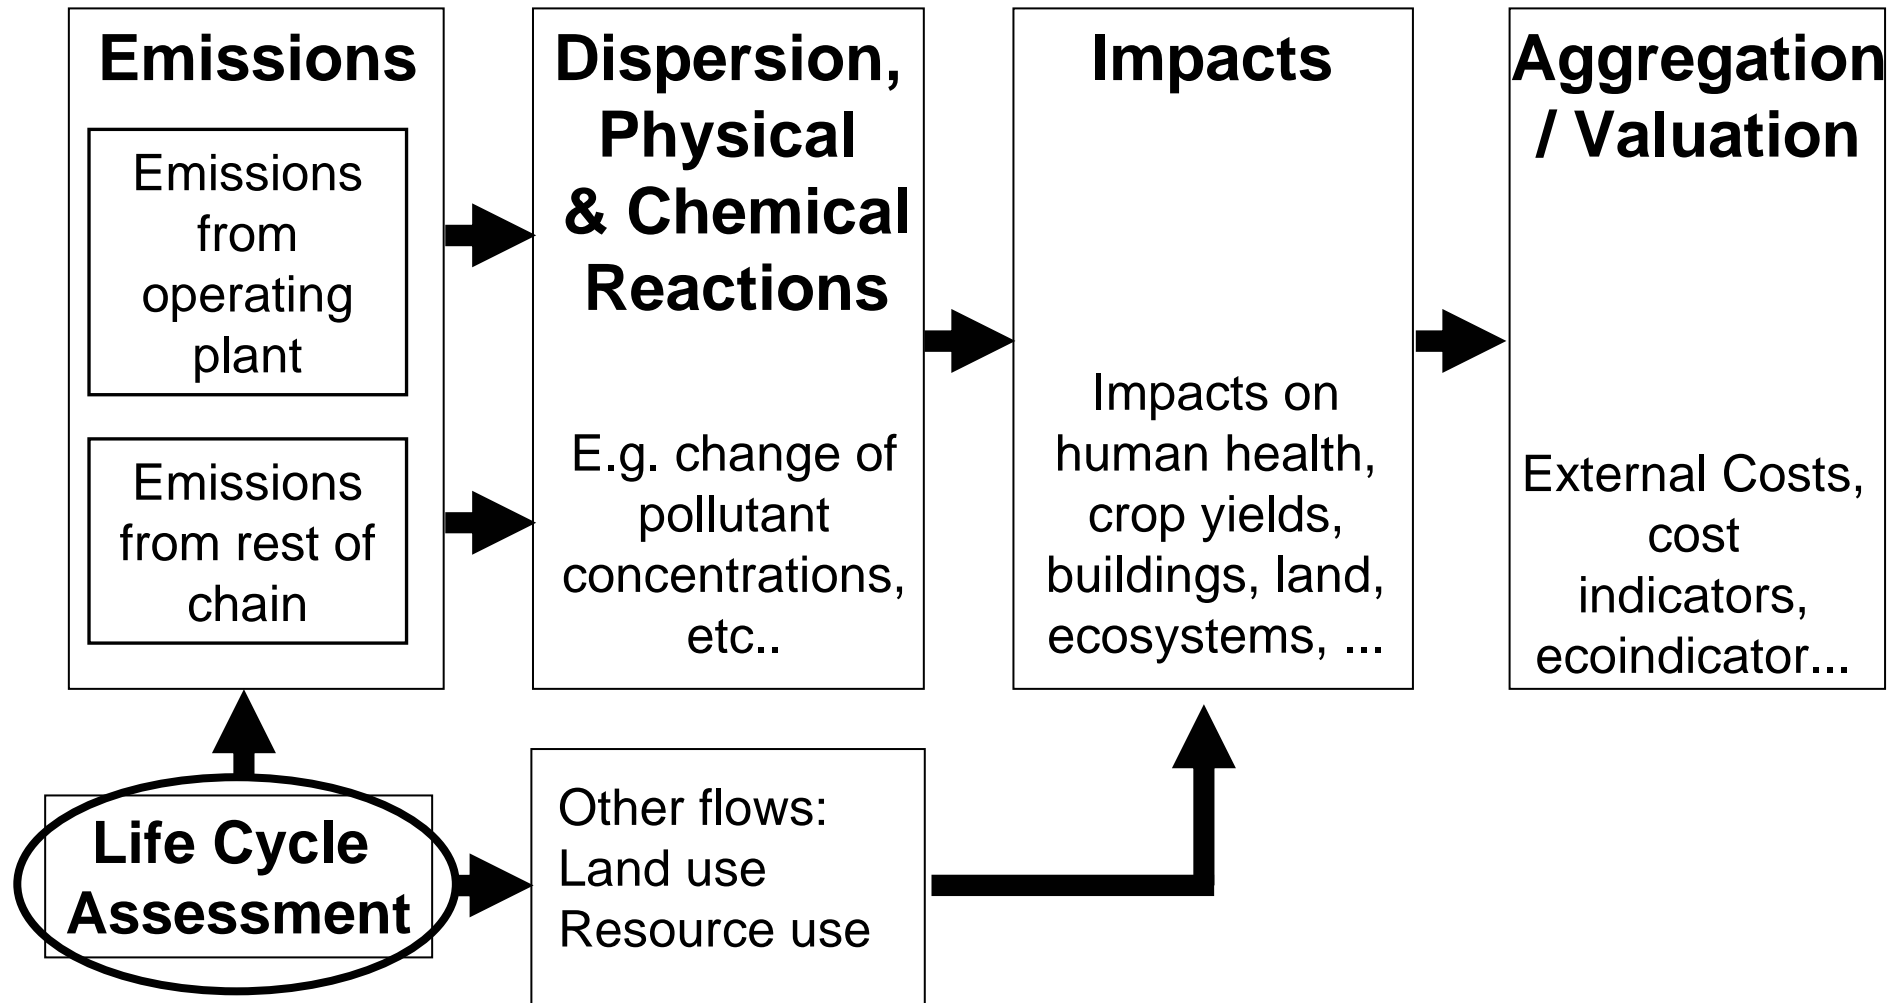 Emissions
Emissions
from
operating
plant
Emissions
from rest of
chain
Dispersion,
Physical
& Chemical
Reactions
E.g. change of
pollutant
concentrations,
etc..
Impacts
Impacts on
human health,
crop yields,
buildings, land,
ecosystems, ...
Aggregation
/ Valuation
External Costs,
cost
indicators,
ecoindicator...
Life Cycle
Assessment
Other flows:
Land use
Resource use